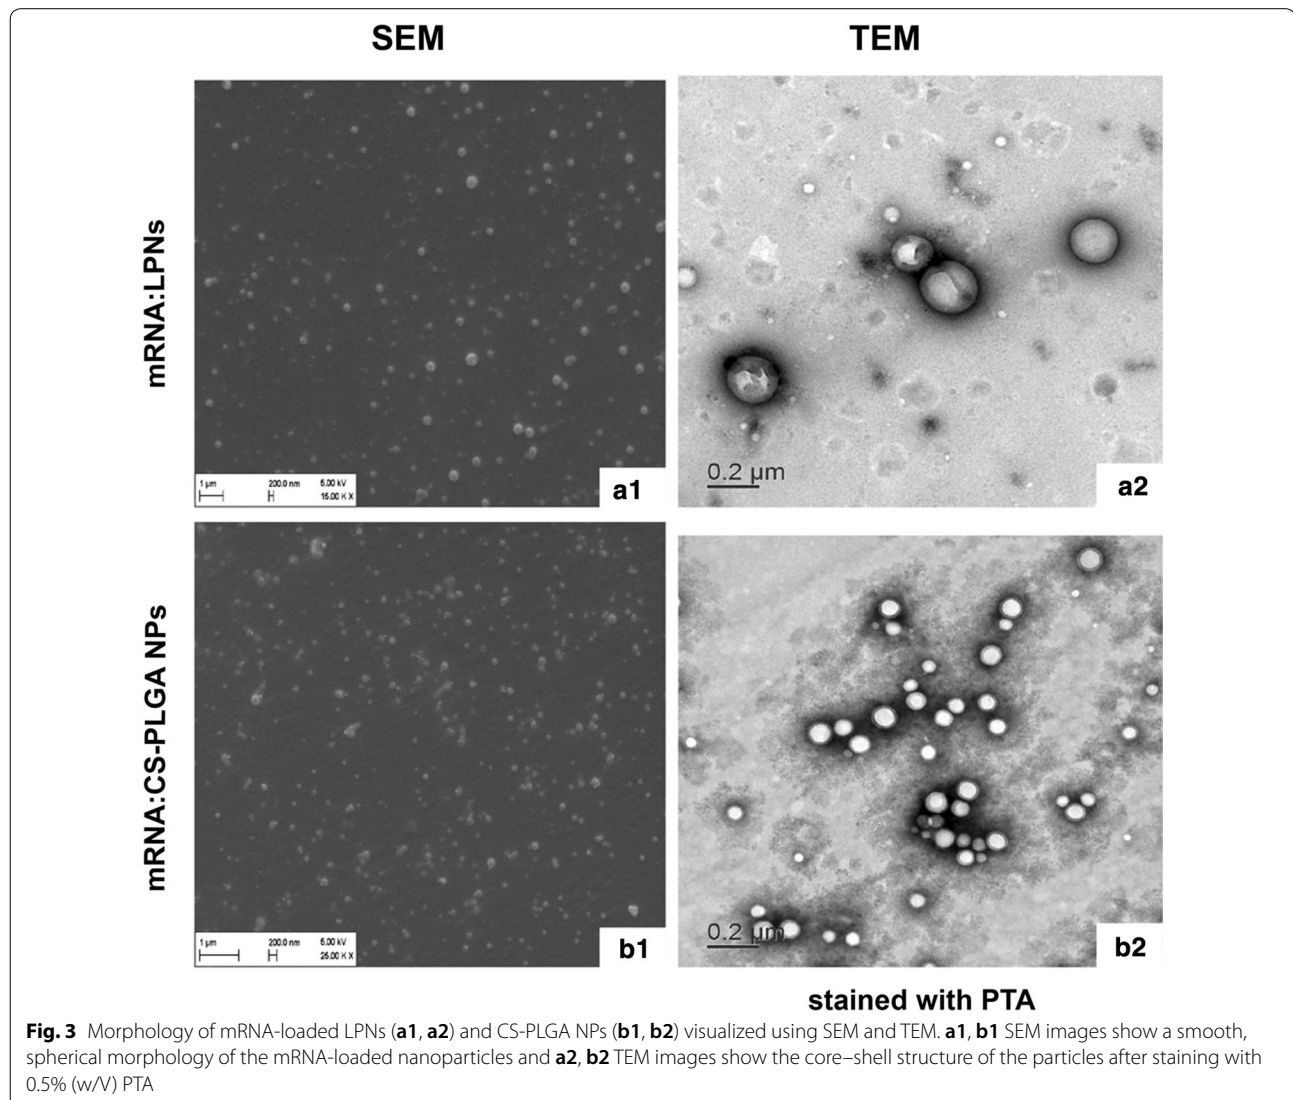 SEM
TEM
mRNA:LPNs
1 µm
200.0 nm
5.00 kV
15.00 K X
a1
0.2 µm
a2
mRNA:CS-PLGA NPs
1 µm
200.0 nm
5.00 kV
25.00 K X
b1
0.2 µm
b2
stained with PTA
Fig. 3 Morphology of mRNA-loaded LPNs (a1, a2) and CS-PLGA NPs (b1, b2) visualized using SEM and TEM. a1, b1 SEM images show a smooth,
spherical morphology of the mRNA-loaded nanoparticles and a2, b2 TEM images show the core–shell structure of the particles after staining with
0.5% (w/V) PTA